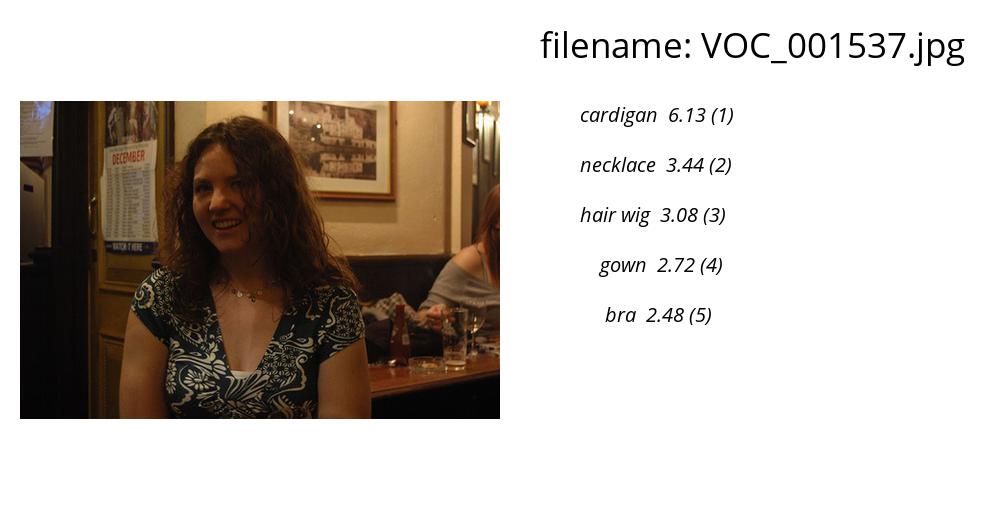 filename: VOC_001537.jpg
cardigan 6.13 (1)
necklace 3.44 (2)
hair wig 3.08 (3)
gown 2.72 (4)
bra 2.48 (5)
DECEMBER